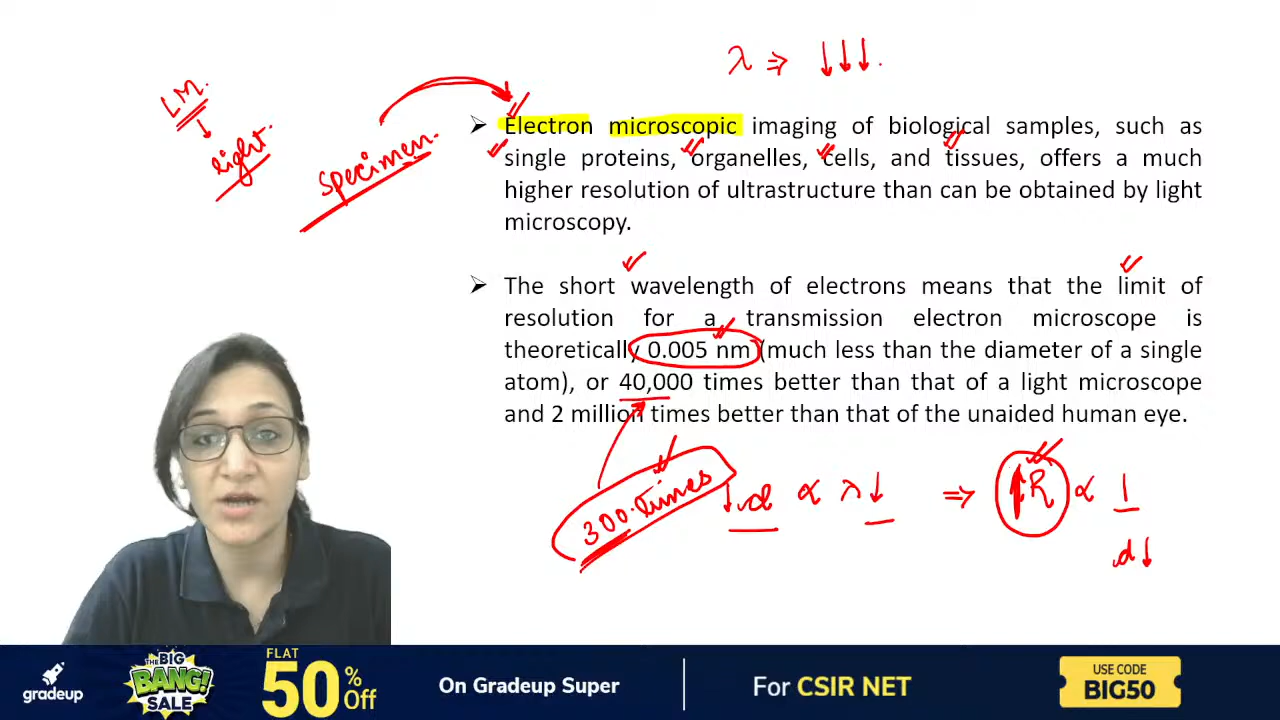 λ ⇒ ↓↓↓.
LM.
↓
light.
specimen.
➢ Electron microscopic imaging of biological samples, such as
single proteins, organelles, cells, and tissues, offers a much
higher resolution of ultrastructure than can be obtained by light
microscopy.
➢ The short wavelength of electrons means that the limit of
resolution for a transmission electron microscope is
theoretically 0.005 nm (much less than the diameter of a single
atom), or 40,000 times better than that of a light microscope
and 2 million times better than that of the unaided human eye.
300 times
↓d ∝ λ↓ ⇒ ↑R ∝ 1
d↓
gradeup
THE BIG
BANG!
SALE
FLAT
50% Off
On Gradeup Super
For CSIR NET
USE CODE
BIG50